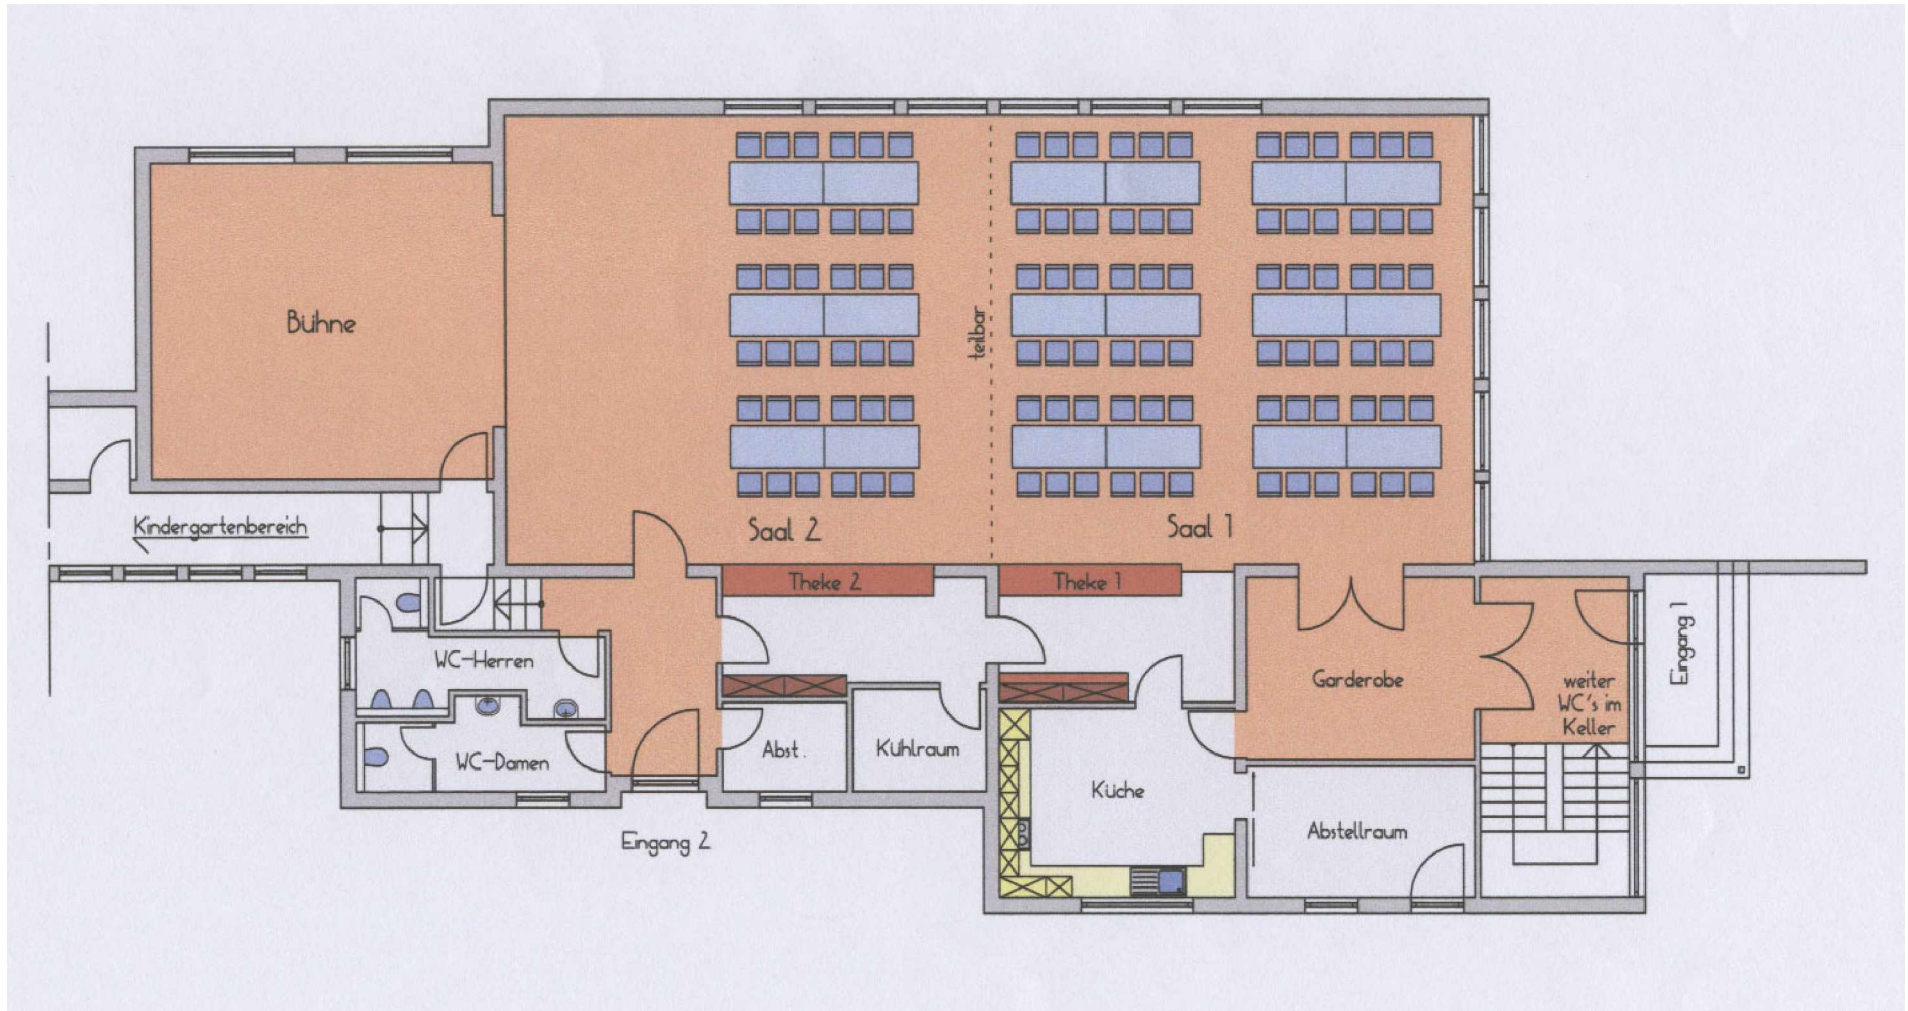 Bühne
teilbar
Kindergartenbereich
Saal 2
Saal 1
Theke 2
Theke 1
WC-Herren
Garderobe
weiter
WC's im
Keller
Eingang 1
WC-Damen
Abst.
Kühlraum
Küche
Abstellraum
Eingang 2